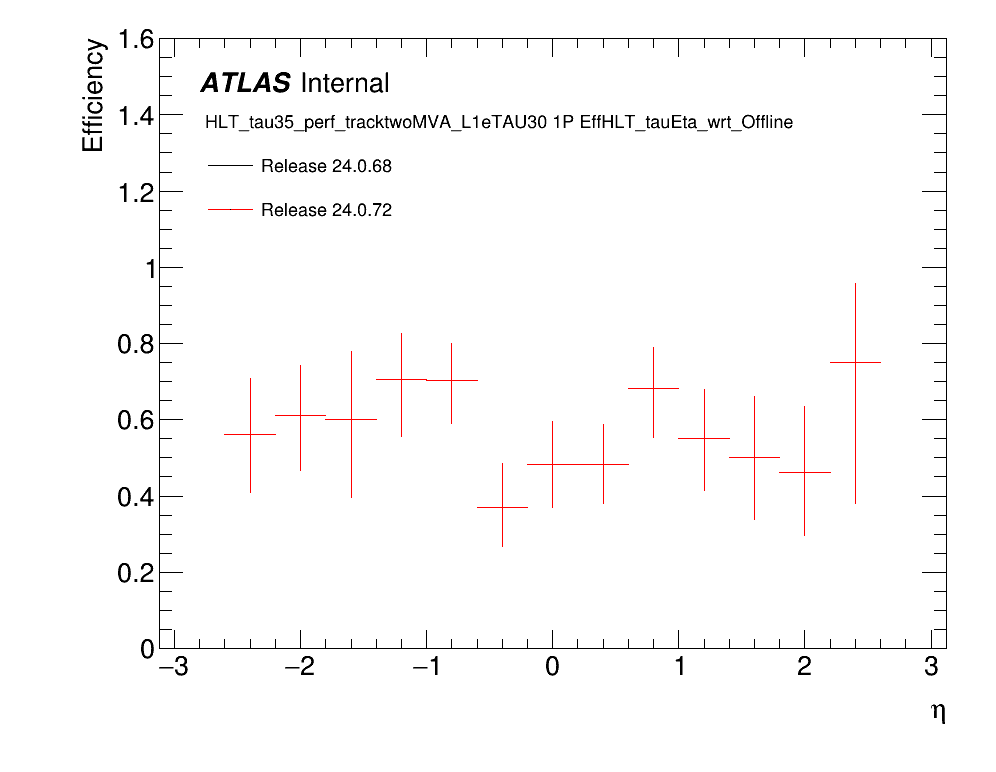 Efficiency
1.6
1.4
1.2
1
0.8
0.6
0.4
0.2
0
ATLAS Internal
HLT_tau35_perf_tracktwoMVA_L1eTAU30 1P EffHLT_tauEta_wrt_Offline
Release 24.0.68
Release 24.0.72
−3 −2 −1 0 1 2 3
η